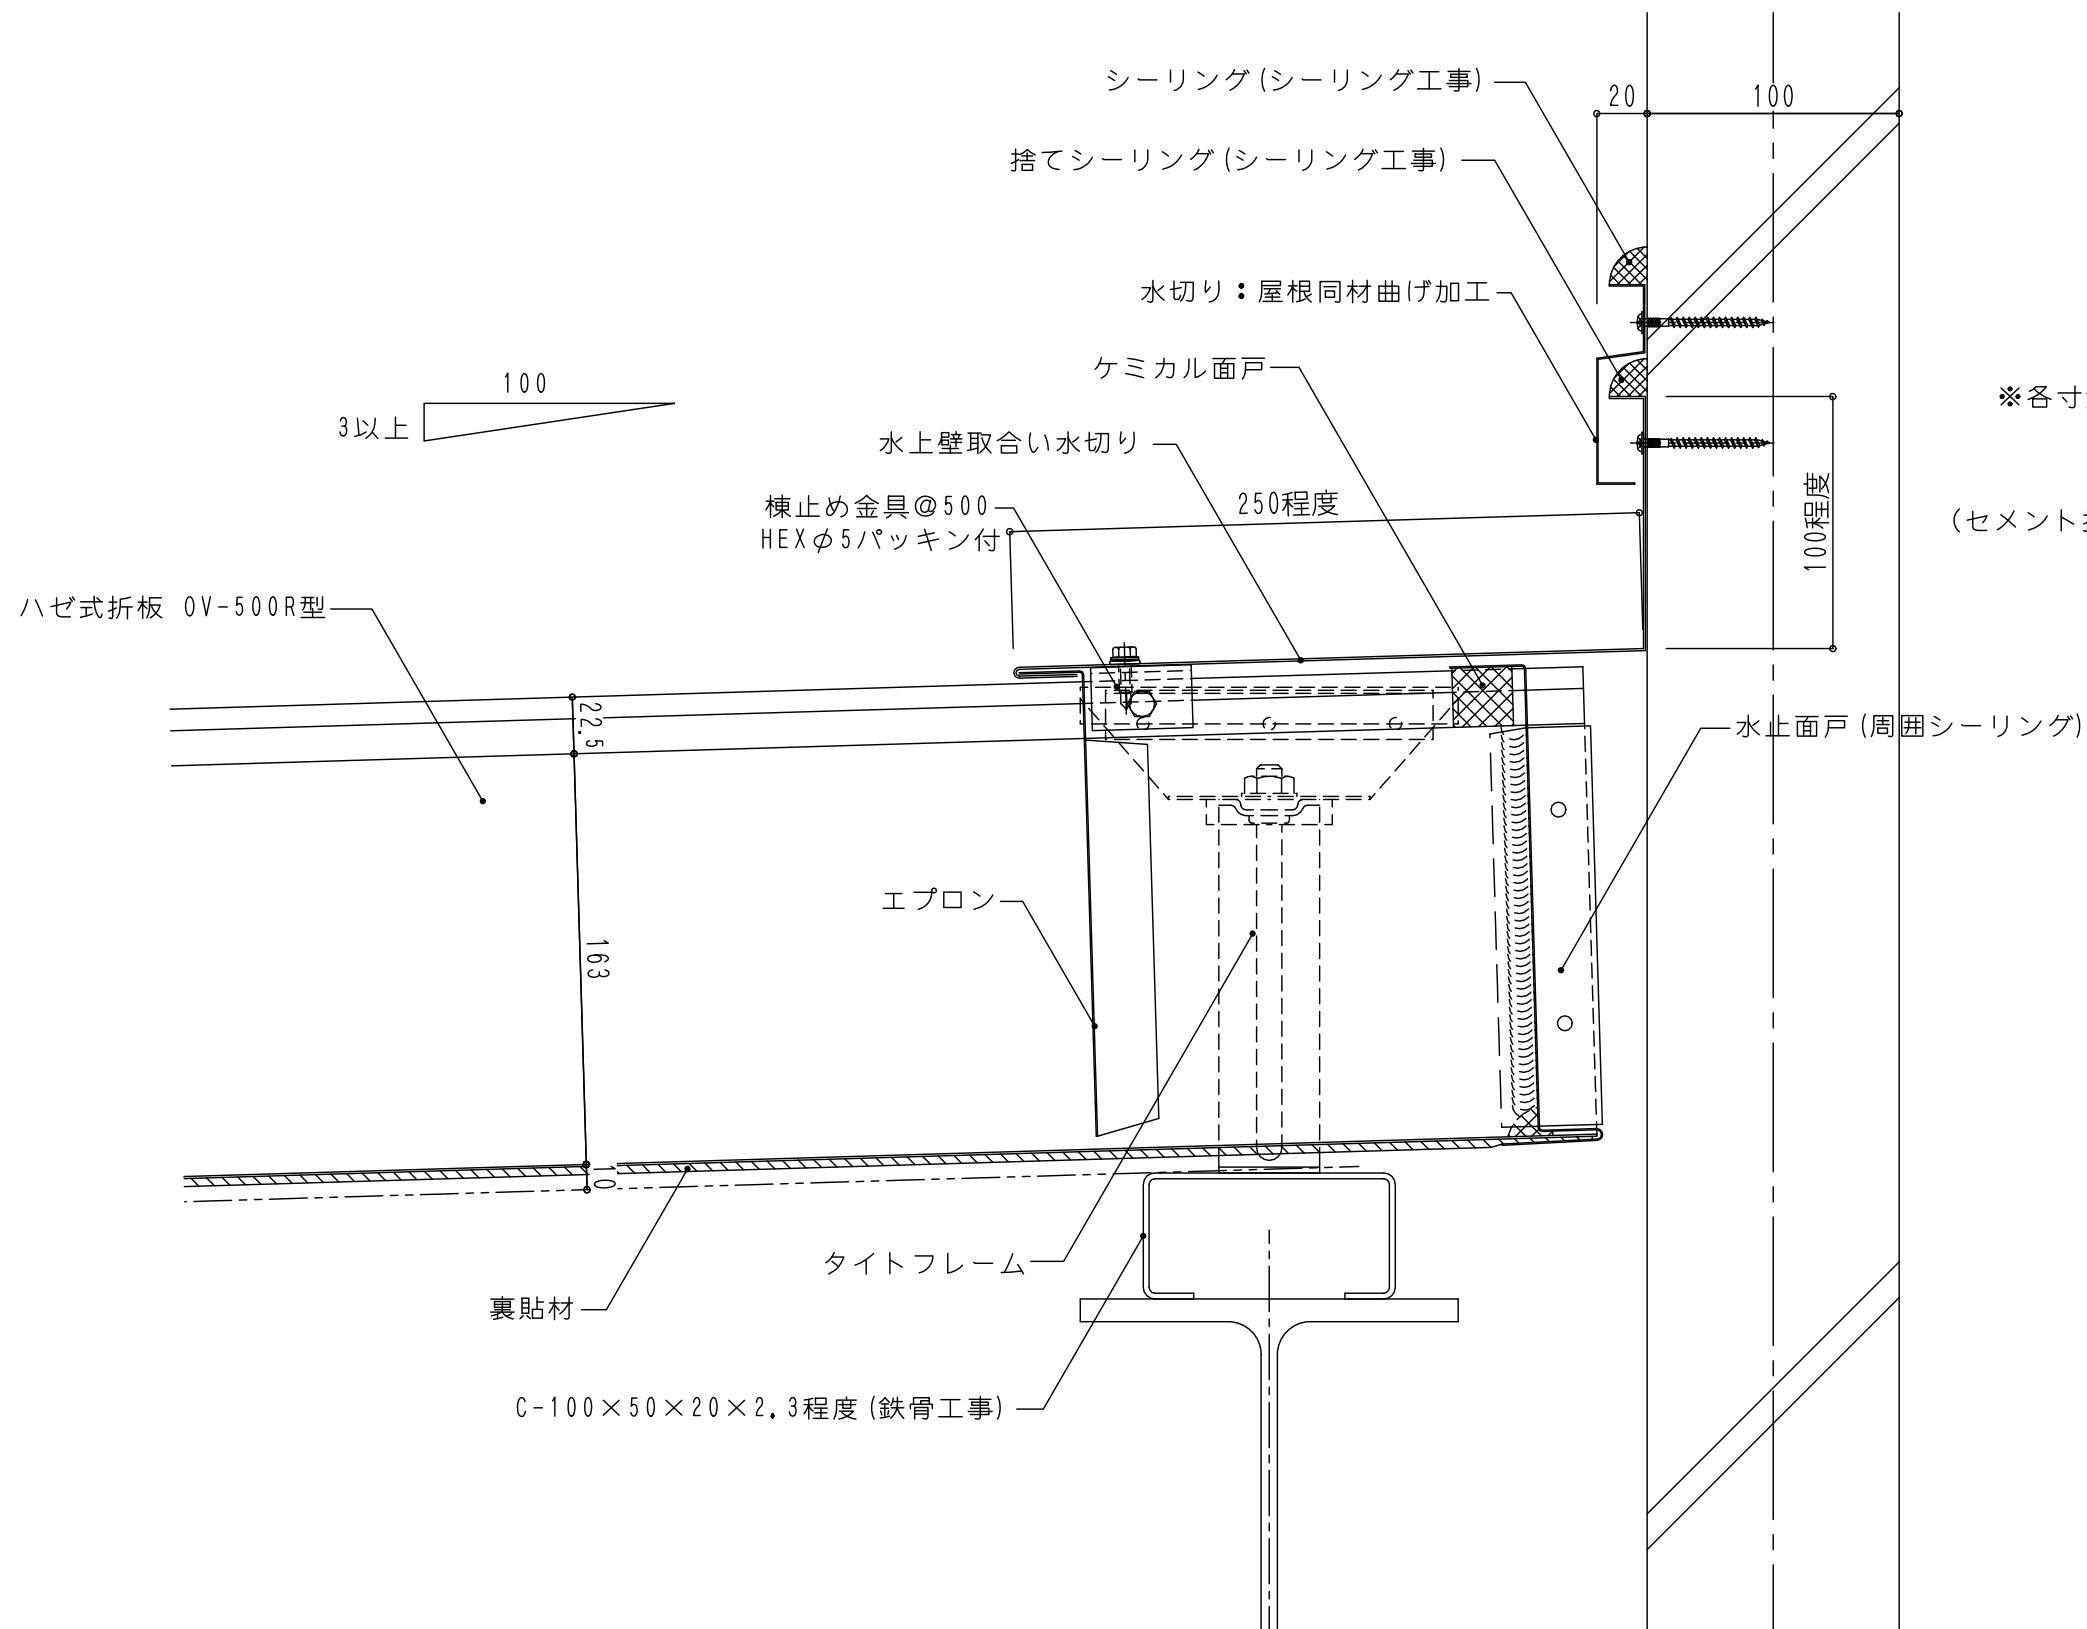 シーリング(シーリング工事)
20
100
捨てシーリング(シーリング工事)
水切り：屋根同材曲げ加工
ケミカル面戸
100
3以上
※各寸
水上壁取合い水切り
棟止め金具@500
HEXφ5パッキン付
250程度
100程度
(セメント
ハゼ式折板 OV-500R型
22.5
水止面戸(周囲シーリング)
エプロン
163
10
タイトフレーム
裏貼材
C-100×50×20×2.3程度(鉄骨工事)